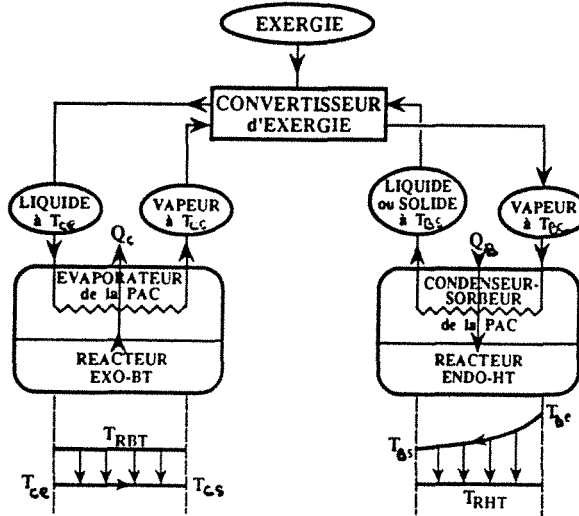 EXERGIE
CONVERTISSEUR
d'EXERGIE
LIQUIDE
à Tce
VAPEUR
à Tcs
LIQUIDE
ou SOLIDE
à TBs
VAPEUR
à TBe
Qc
QB
EVAPORATEUR
de la PAC
CONDENSEUR-
SORBEUR
de la PAC
REACTEUR
EXO-BT
REACTEUR
ENDO-HT
TRBT
Tce
Tcs
TBe
TBs
TRHT